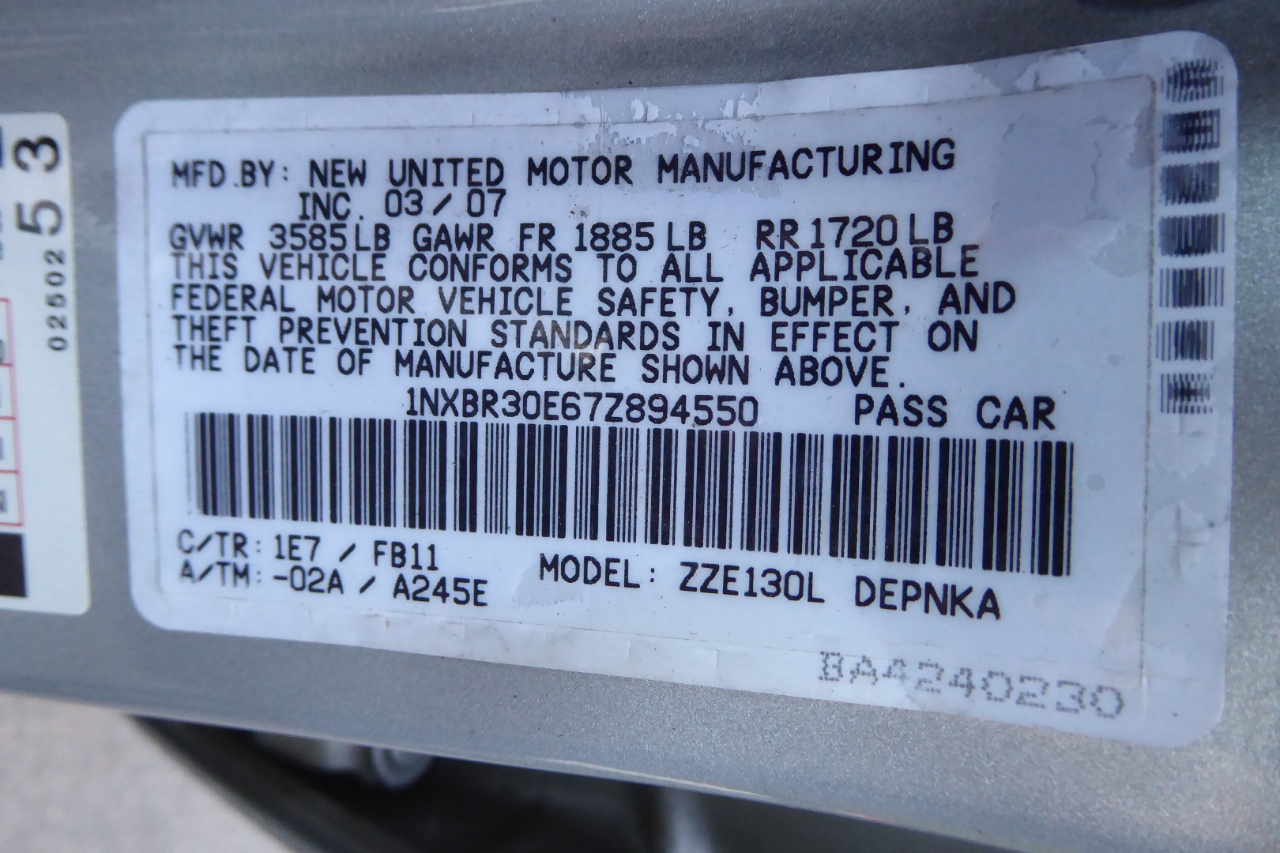 MFD.BY: NEW UNITED MOTOR MANUFACTURING
INC. 03/07
GVWR 3585LB GAWR FR 1885LB RR1720LB
THIS VEHICLE CONFORMS TO ALL APPLICABLE
FEDERAL MOTOR VEHICLE SAFETY, BUMPER, AND
THEFT PREVENTION STANDARDS IN EFFECT ON
THE DATE OF MANUFACTURE SHOWN ABOVE.
1NXBR30E67Z894550 PASS CAR
C/TR: 1E7 / FB11
A/TM: -02A / A245E
MODEL: ZZE130L DEPNKA
BA4240230
53
02502